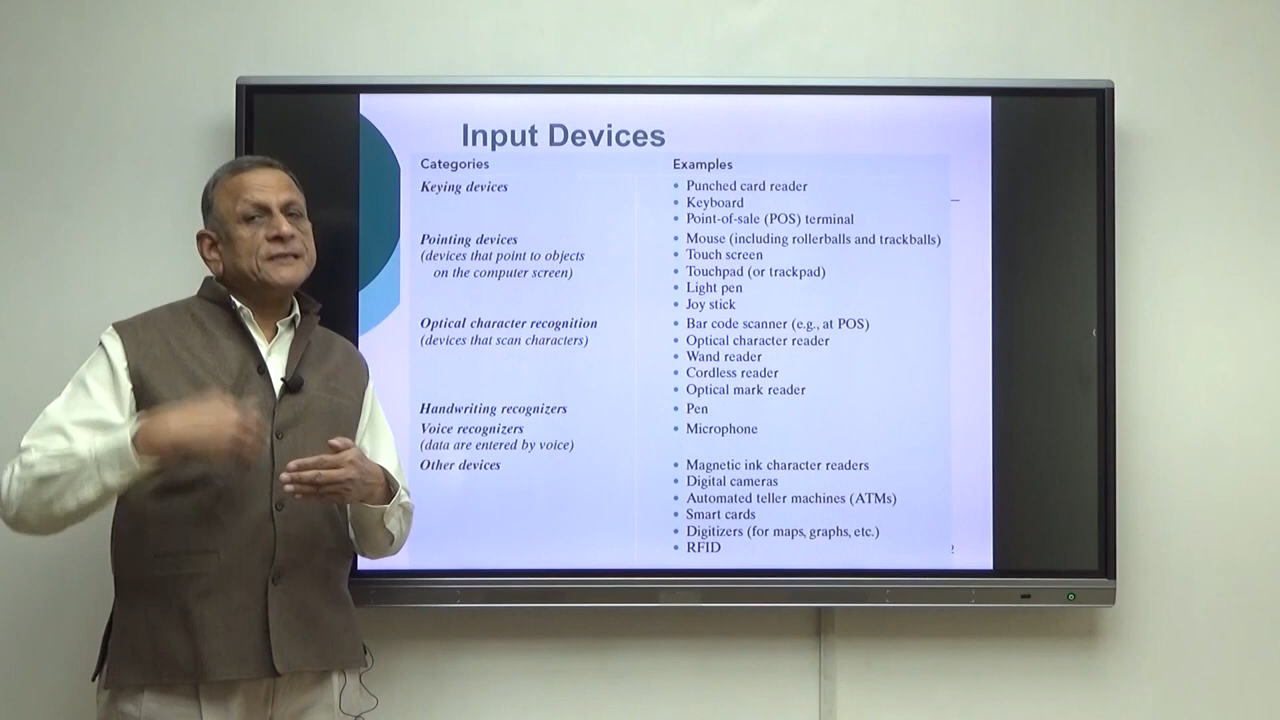 Input Devices
Categories Examples
Keying devices • Punched card reader
• Keyboard
• Point-of-sale (POS) terminal
Pointing devices • Mouse (including rollerballs and trackballs)
(devices that point to objects • Touch screen
on the computer screen) • Touchpad (or trackpad)
• Light pen
• Joy stick
Optical character recognition • Bar code scanner (e.g., at POS)
(devices that scan characters) • Optical character reader
• Wand reader
• Cordless reader
• Optical mark reader
Handwriting recognizers • Pen
Voice recognizers • Microphone
(data are entered by voice)
Other devices • Magnetic ink character readers
• Digital cameras
• Automated teller machines (ATMs)
• Smart cards
• Digitizers (for maps, graphs, etc.)
• RFID